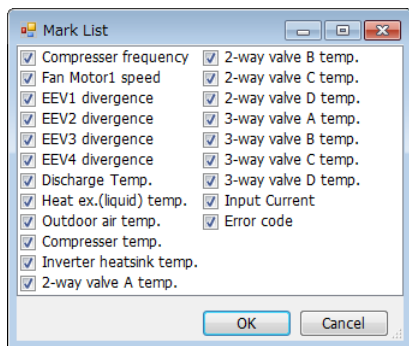 Mark List
Compresser frequency
Fan Motor1 speed
EEV1 divergence
EEV2 divergence
EEV3 divergence
EEV4 divergence
Discharge Temp.
Heat ex.(liquid) temp.
Outdoor air temp.
Compresser temp.
Inverter heatsink temp.
2-way valve A temp.
2-way valve B temp.
2-way valve C temp.
2-way valve D temp.
3-way valve A temp.
3-way valve B temp.
3-way valve C temp.
3-way valve D temp.
Input Current
Error code
OK
Cancel